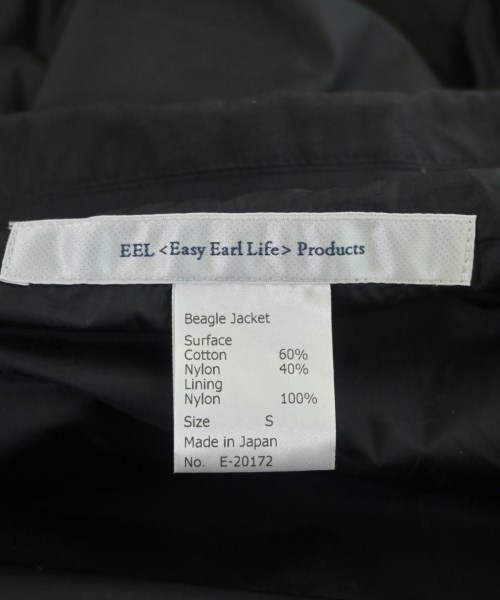 EEL <Easy Earl Life> Products
Beagle Jacket
Surface
Cotton 60%
Nylon 40%
Lining
Nylon 100%
Size S
Made in Japan
No. E-20172